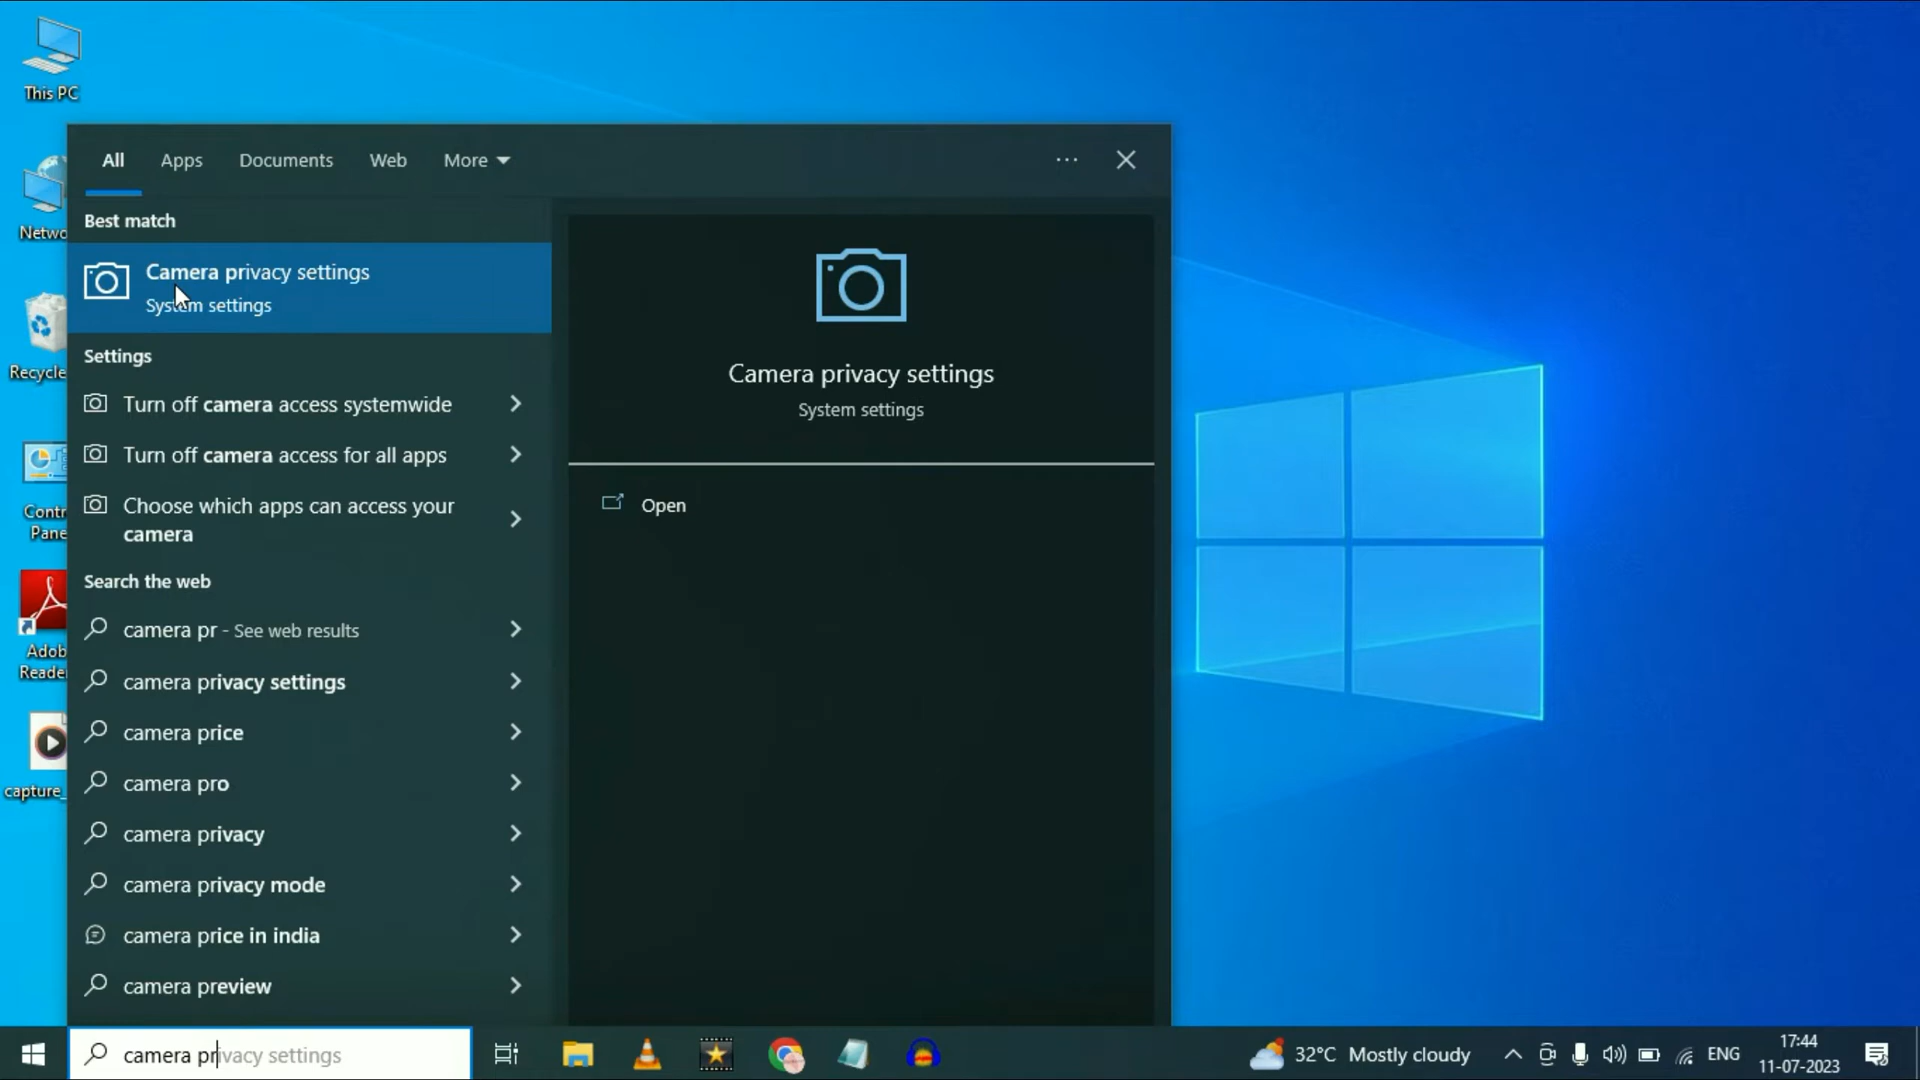 This PC
All
Apps
Documents
Web
More
Best match
Camera privacy settings
System settings
Settings
Turn off camera access systemwide
Turn off camera access for all apps
Choose which apps can access your
camera
Search the web
camera pr - See web results
camera privacy settings
camera price
camera pro
camera privacy
camera privacy mode
camera price in india
camera preview
Camera privacy settings
System settings
Open
Netwo
Recycle
Contr
Pane
Adob
Reade
capture_
camera privacy settings
32°C Mostly cloudy
ENG
17:44
11-07-2023